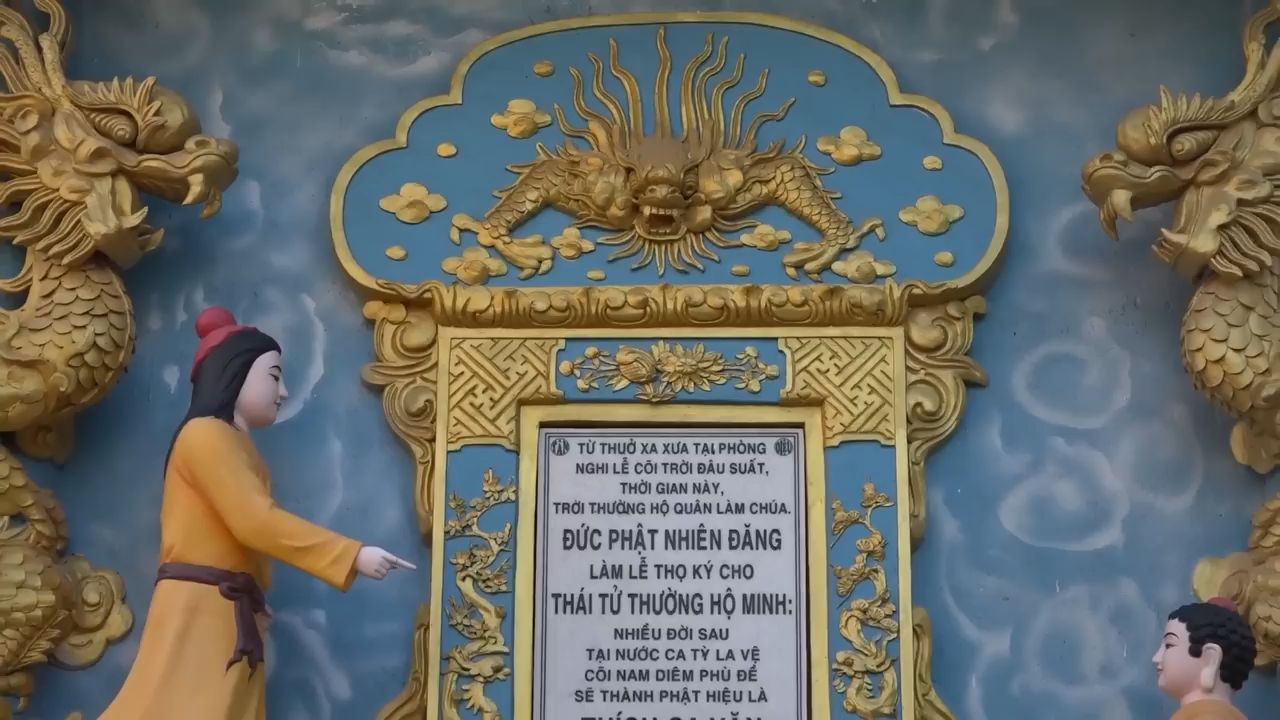 TỪ THUỞ XA XƯA TẠI PHÒNG
NGHI LỄ CÕI TRỜI ĐÂU SUẤT,
THỜI GIAN NÀY,
TRỜI THƯỜNG HỘ QUÂN LÀM CHÚA.
ĐỨC PHẬT NHIÊN ĐĂNG
LÀM LỄ THỌ KÝ CHO
THÁI TỬ THƯỜNG HỘ MINH:
NHIỀU ĐỜI SAU
TẠI NƯỚC CA TỲ LA VỆ
CÕI NAM DIÊM PHÙ ĐỀ
SẼ THÀNH PHẬT HIỆU LÀ